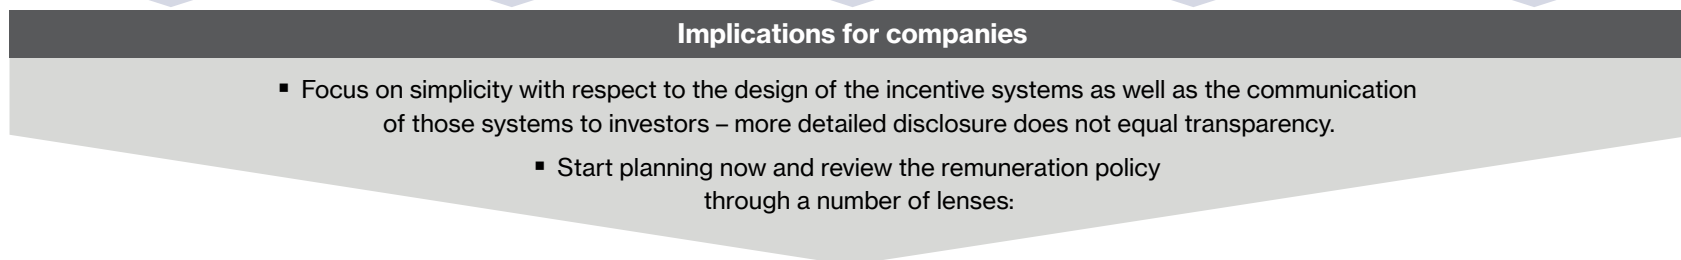 Implications for companies
▪ Focus on simplicity with respect to the design of the incentive systems as well as the communication
of those systems to investors – more detailed disclosure does not equal transparency.
▪ Start planning now and review the remuneration policy
through a number of lenses: